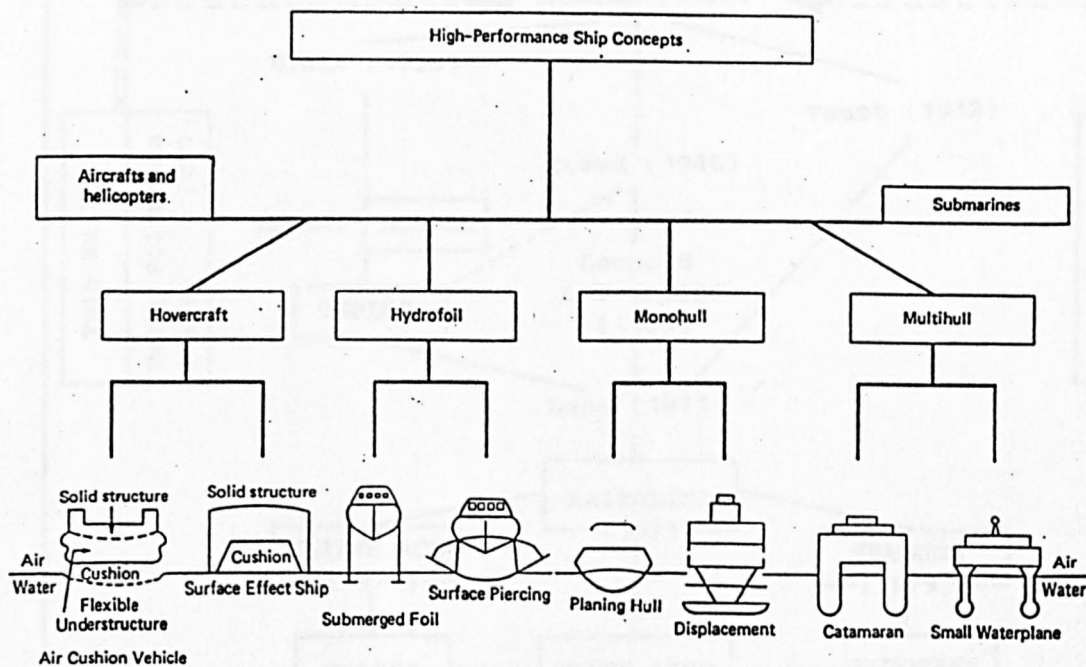 High-Performance Ship Concepts
Aircrafts and
helicopters.
Submarines
Hovercraft
Hydrofoil
Monohull
Multihull
Solid structure
Solid structure
Air
Water
Cushion
Flexible
Understructure
Air Cushion Vehicle
Cushion
Surface Effect Ship
Submerged Foil
Surface Piercing
Planing Hull
Displacement
Catamaran
Small Waterplane
Air
Water